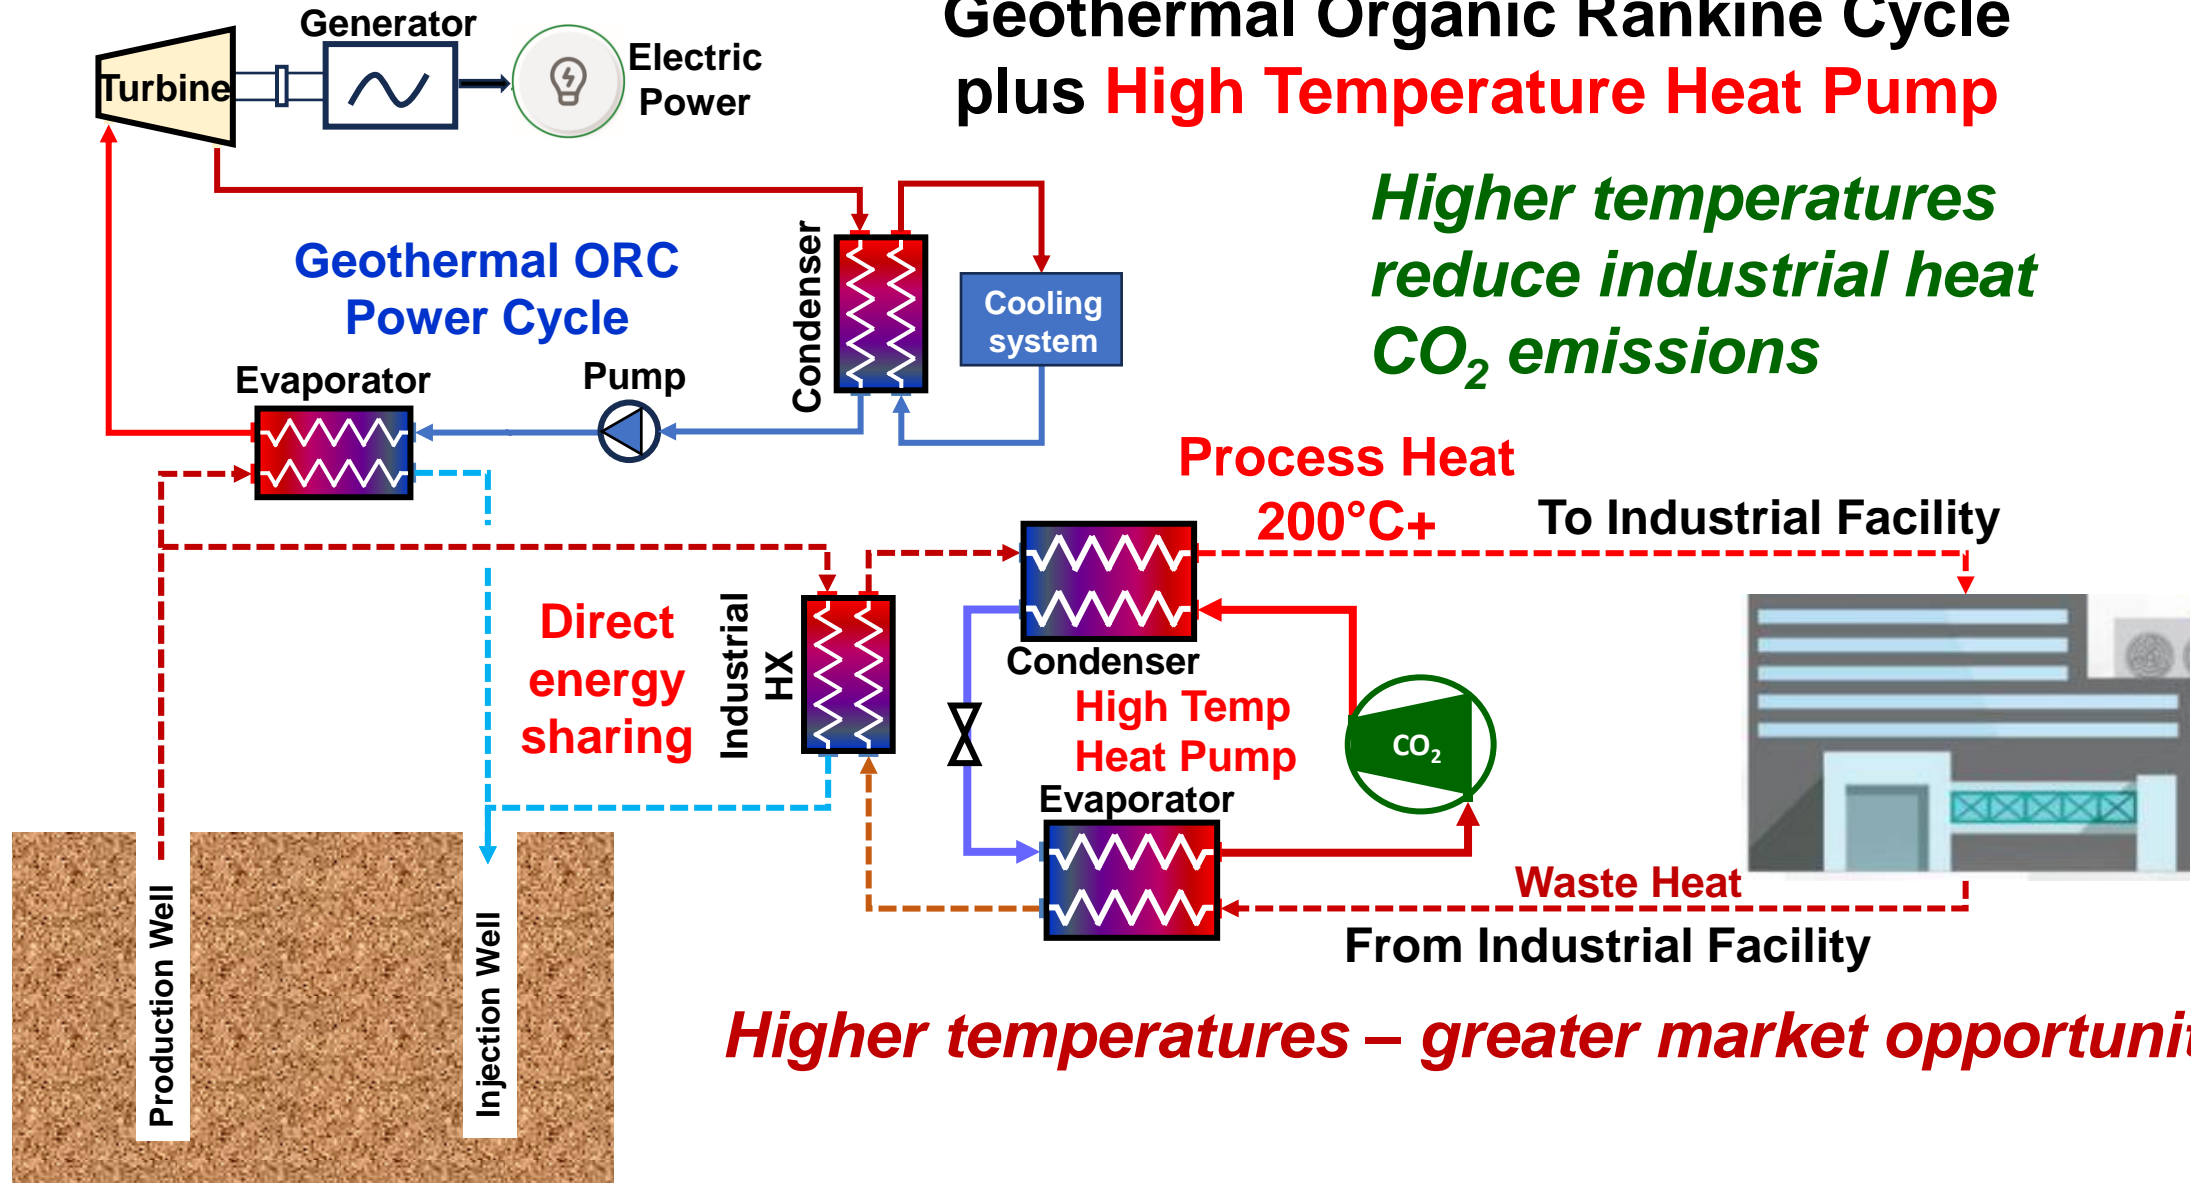 Geothermal Organic Rankine Cycle
plus High Temperature Heat Pump
Generator
Turbine
Electric
Power
Higher temperatures
reduce industrial heat
CO₂ emissions
Geothermal ORC
Power Cycle
Condenser
Cooling
system
Evaporator
Pump
Process Heat
200°C+
To Industrial Facility
Direct
energy
sharing
Industrial
HX
Condenser
High Temp
Heat Pump
Evaporator
CO₂
Waste Heat
From Industrial Facility
Production Well
Injection Well
Higher temperatures – greater market